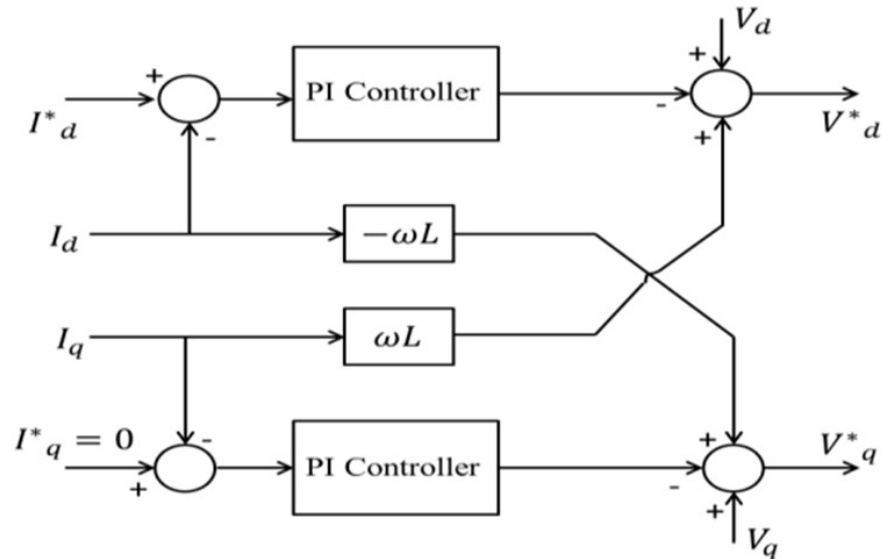 V_d
+
+
I*_d
PI Controller
-
V*_d
-
+
I_d
−ωL
I_q
ωL
I*_q = 0
-
+
PI Controller
+
-
V*_q
+
V_q